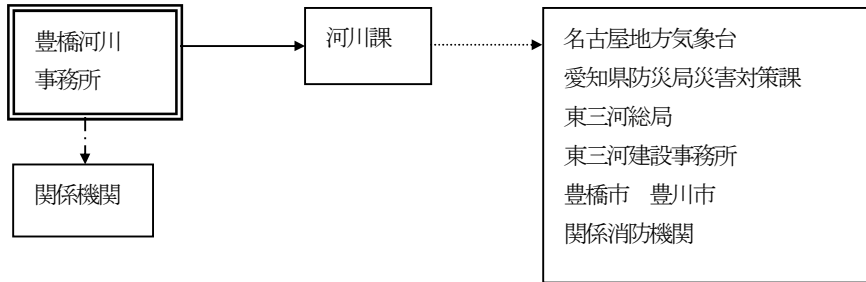 豊橋河川
事務所
河川課
関係機関
名古屋地方気象台
愛知県防災局災害対策課
東三河総局
東三河建設事務所
豊橋市　豊川市
関係消防機関